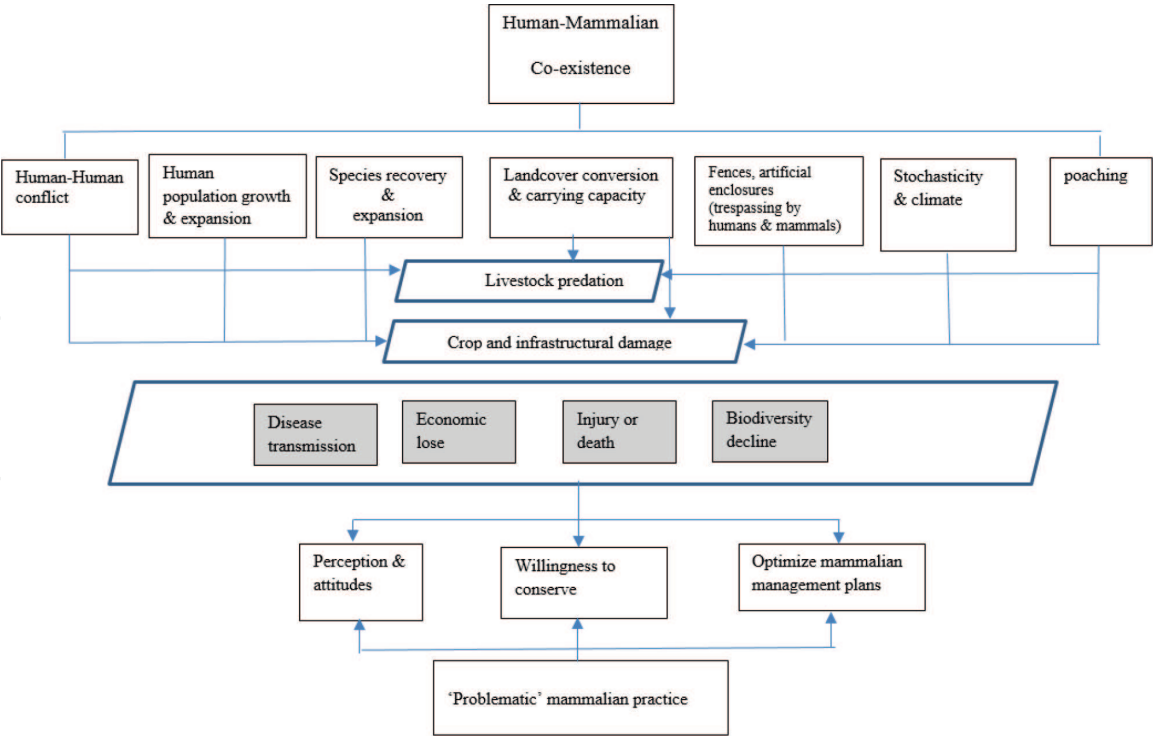 Human-Mammalian
Co-existence
Human-Human
conflict
Human
population growth
& expansion
Species recovery
&
expansion
Landcover conversion
& carrying capacity
Fences, artificial
enclosures
(trespassing by
humans & mammals)
Stochasticity
& climate
poaching
Livestock predation
Crop and infrastructural damage
Disease
transmission
Economic
lose
Injury or
death
Biodiversity
decline
Perception &
attitudes
Willingness to
conserve
Optimize mammalian
management plans
‘Problematic’ mammalian practice